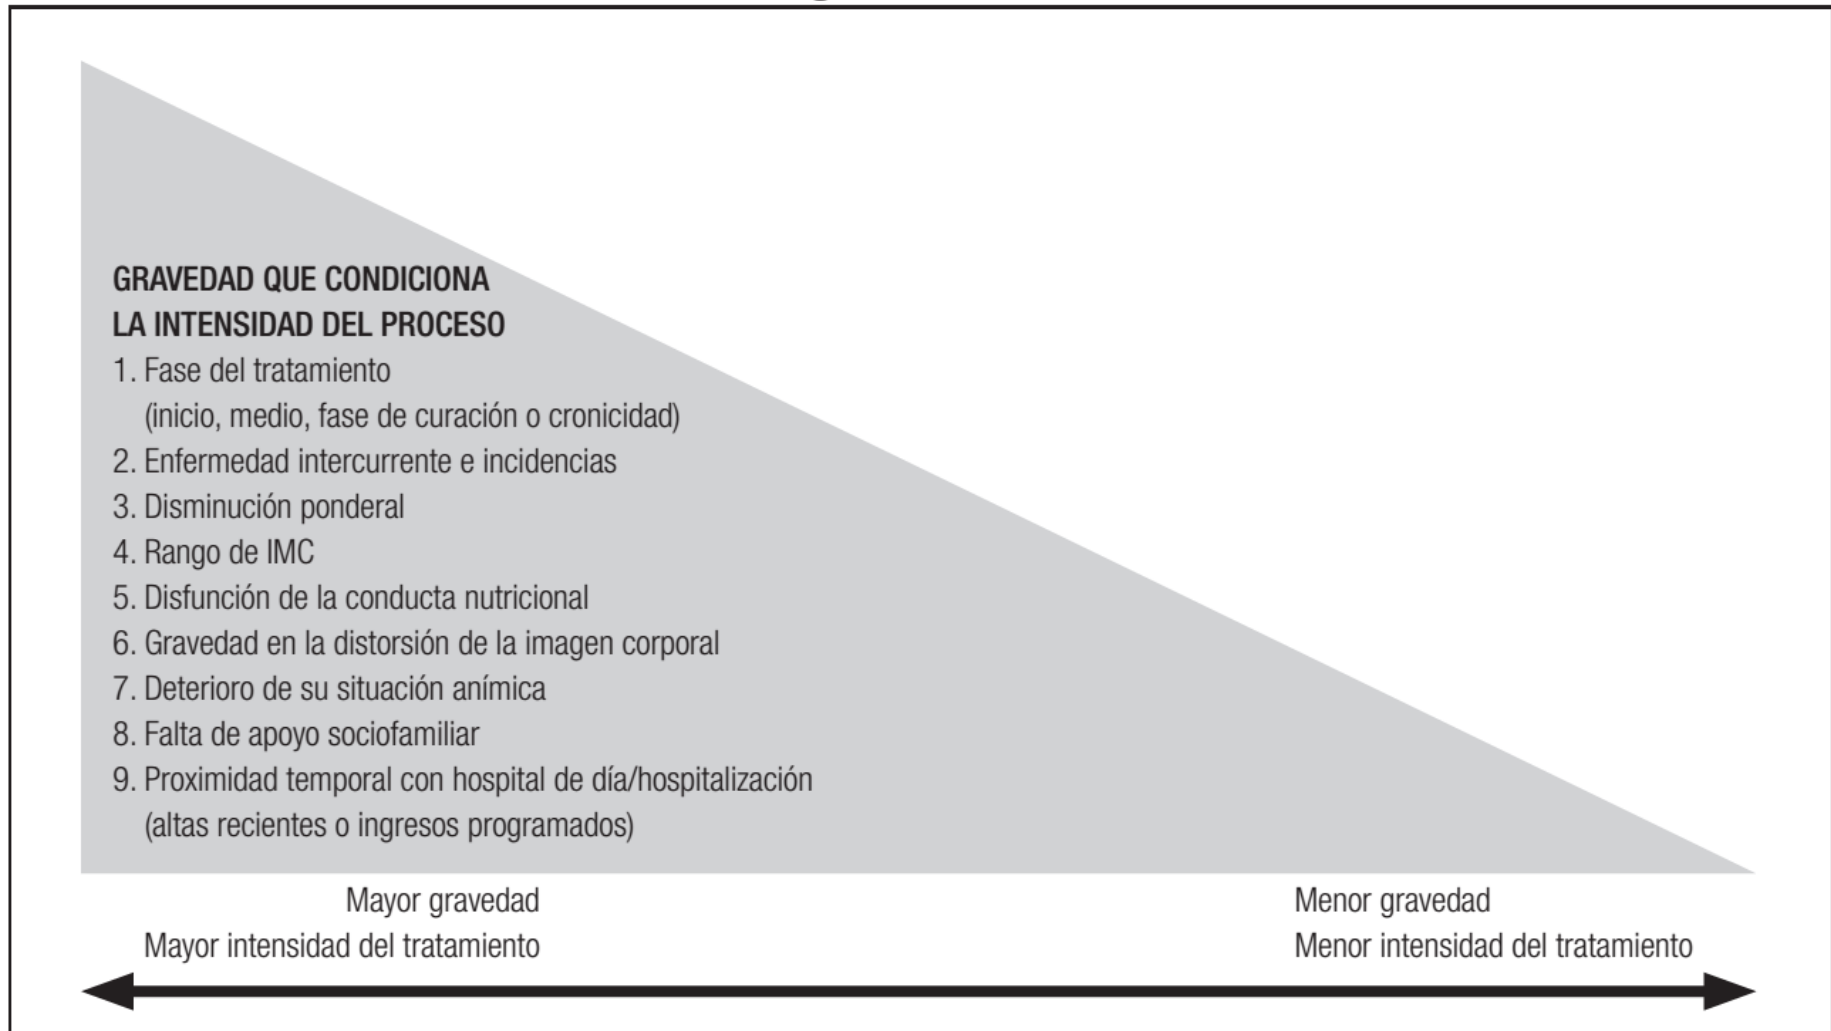 GRAVEDAD QUE CONDICIONA
LA INTENSIDAD DEL PROCESO
1. Fase del tratamiento
(inicio, medio, fase de curación o cronicidad)
2. Enfermedad intercurrente e incidencias
3. Disminución ponderal
4. Rango de IMC
5. Disfunción de la conducta nutricional
6. Gravedad en la distorsión de la imagen corporal
7. Deterioro de su situación anímica
8. Falta de apoyo sociofamiliar
9. Proximidad temporal con hospital de día/hospitalización
(altas recientes o ingresos programados)
Mayor gravedad
Mayor intensidad del tratamiento
Menor gravedad
Menor intensidad del tratamiento